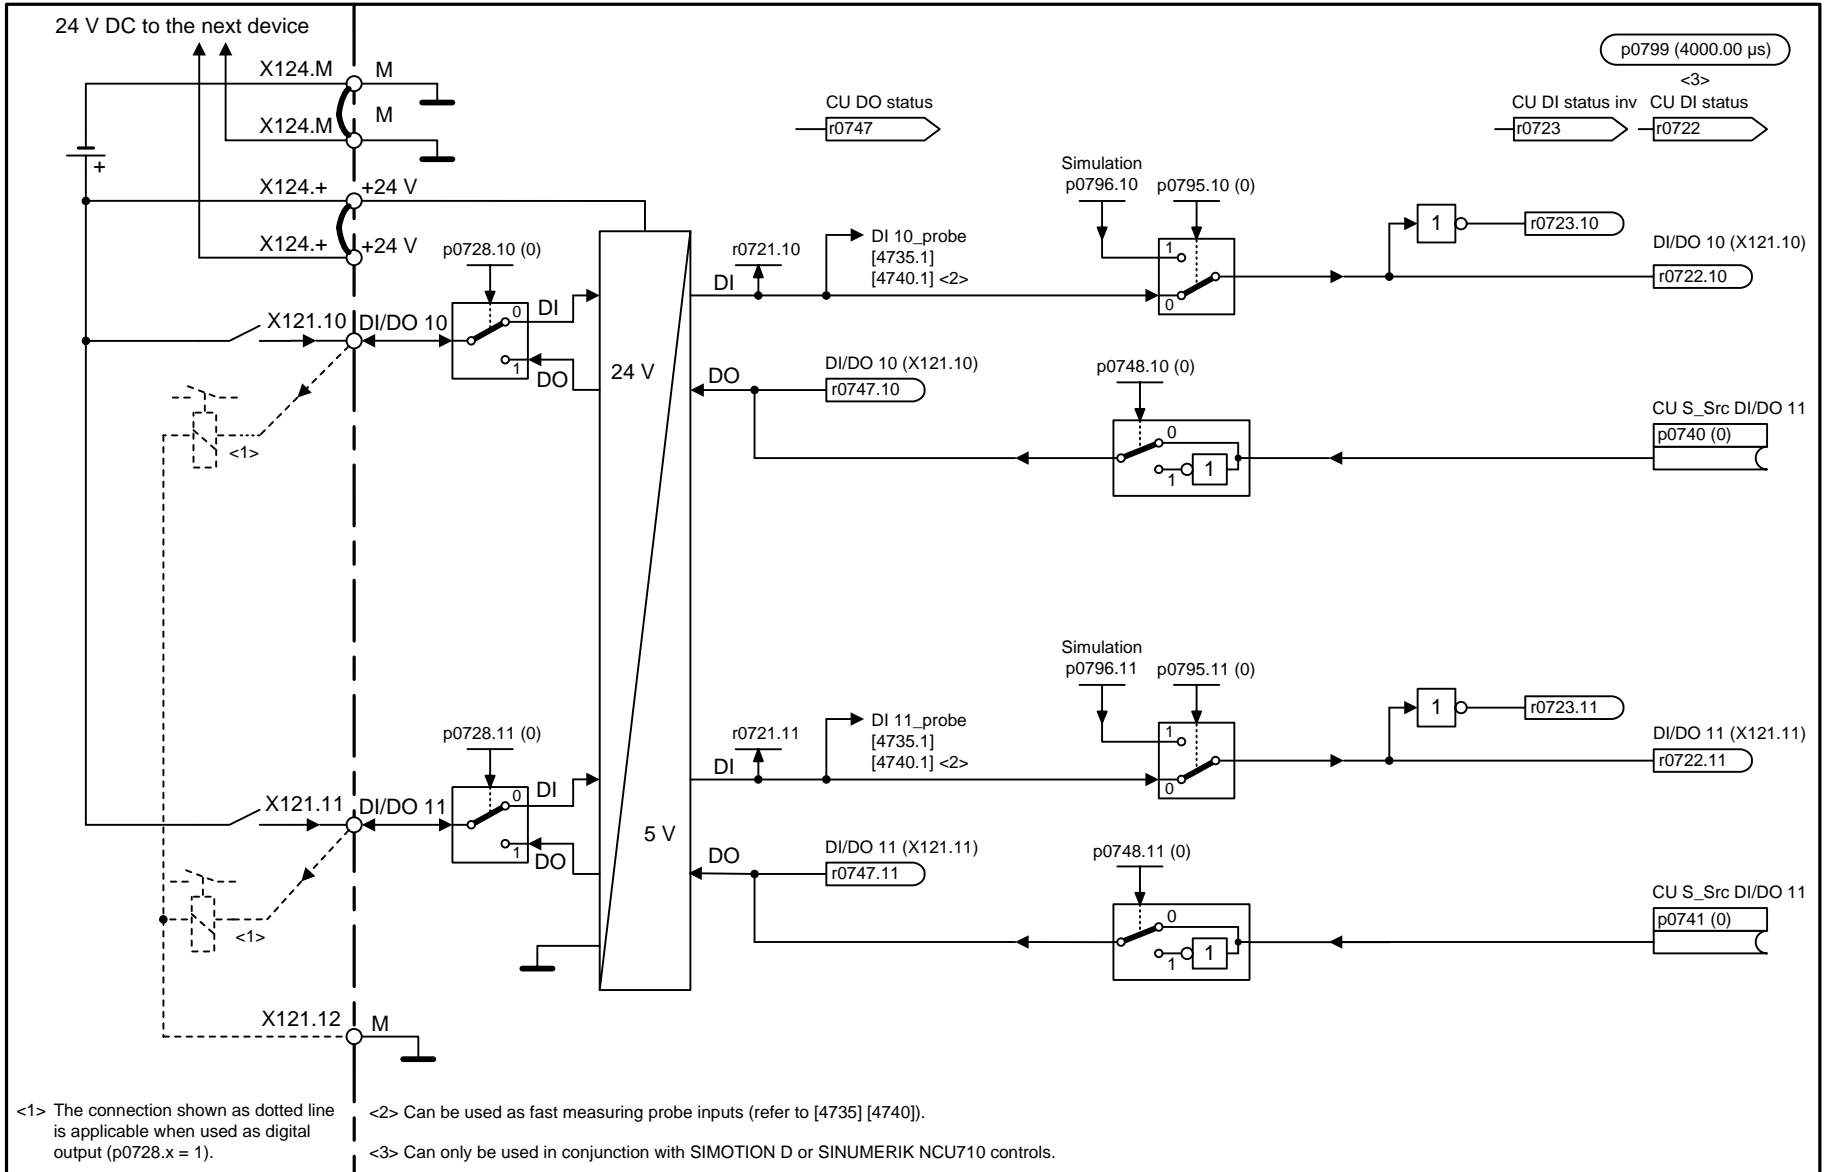 24 V DC to the next device
p0799 (4000.00 µs)
<3>
X124.M
M
CU DO status
r0747
CU DI status inv
r0723
CU DI status
r0722
X124.M
M
+
X124.+
+24 V
X124.+
+24 V
Simulation
p0796.10
p0795.10 (0)
1
0
1
r0723.10
DI/DO 10 (X121.10)
r0722.10
p0728.10 (0)
r0721.10
DI
DI 10_probe
[4735.1]
[4740.1] <2>
X121.10
DI/DO 10
0
DI
1
DO
24 V
DO
DI/DO 10 (X121.10)
r0747.10
p0748.10 (0)
0
1
1
CU S_Src DI/DO 11
p0740 (0)
<1>
Simulation
p0796.11
p0795.11 (0)
1
0
1
r0723.11
DI/DO 11 (X121.11)
r0722.11
p0728.11 (0)
r0721.11
DI
DI 11_probe
[4735.1]
[4740.1] <2>
X121.11
DI/DO 11
0
DI
1
DO
5 V
DO
DI/DO 11 (X121.11)
r0747.11
p0748.11 (0)
0
1
1
CU S_Src DI/DO 11
p0741 (0)
<1>
X121.12
M
<1> The connection shown as dotted line
is applicable when used as digital
output (p0728.x = 1).
<2> Can be used as fast measuring probe inputs (refer to [4735] [4740]).
<3> Can only be used in conjunction with SIMOTION D or SINUMERIK NCU710 controls.